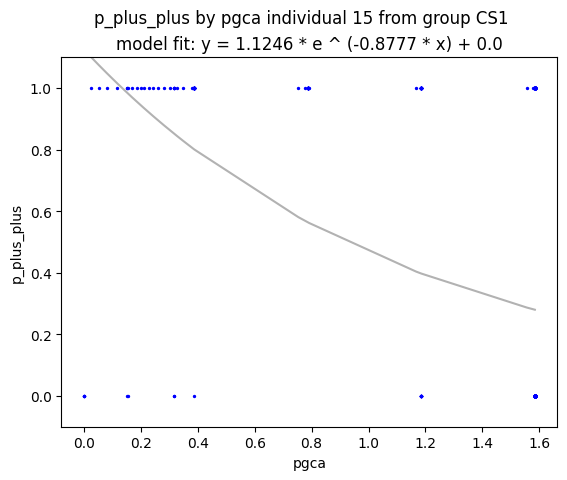 p_plus_plus by pgca individual 15 from group CS1
model fit: y = 1.1246 * e ^ (-0.8777 * x) + 0.0
p_plus_plus
1.0
0.8
0.6
0.4
0.2
0.0
0.0 0.2 0.4 0.6 0.8 1.0 1.2 1.4 1.6
pgca